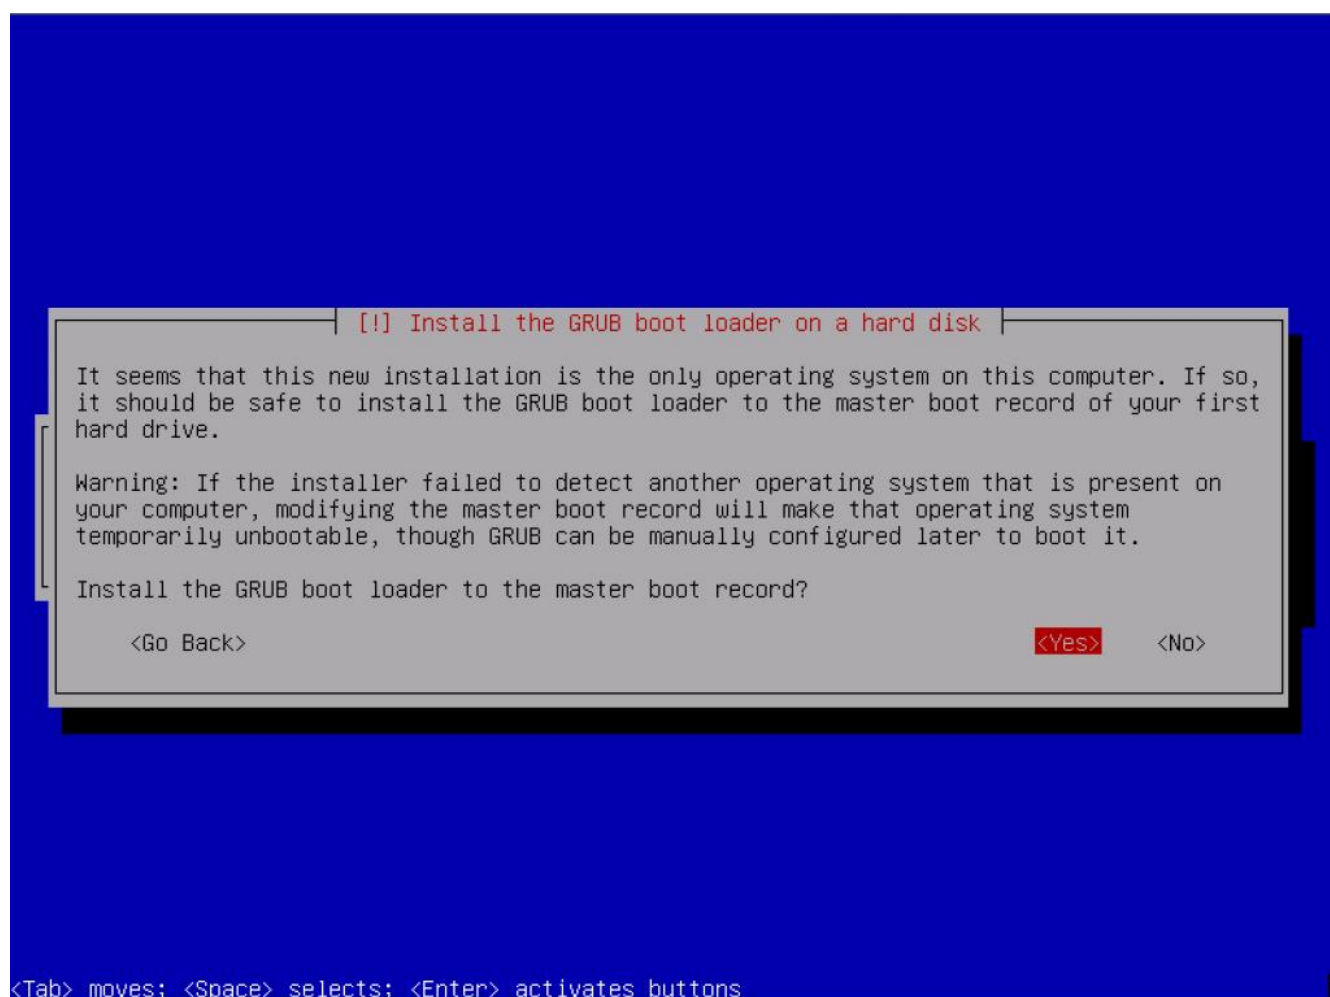 [!] Install the GRUB boot loader on a hard disk
It seems that this new installation is the only operating system on this computer. If so,
it should be safe to install the GRUB boot loader to the master boot record of your first
hard drive.
Warning: If the installer failed to detect another operating system that is present on
your computer, modifying the master boot record will make that operating system
temporarily unbootable, though GRUB can be manually configured later to boot it.
Install the GRUB boot loader to the master boot record?
<Go Back> <Yes> <No>
<Tab> moves; <Space> selects; <Enter> activates buttons